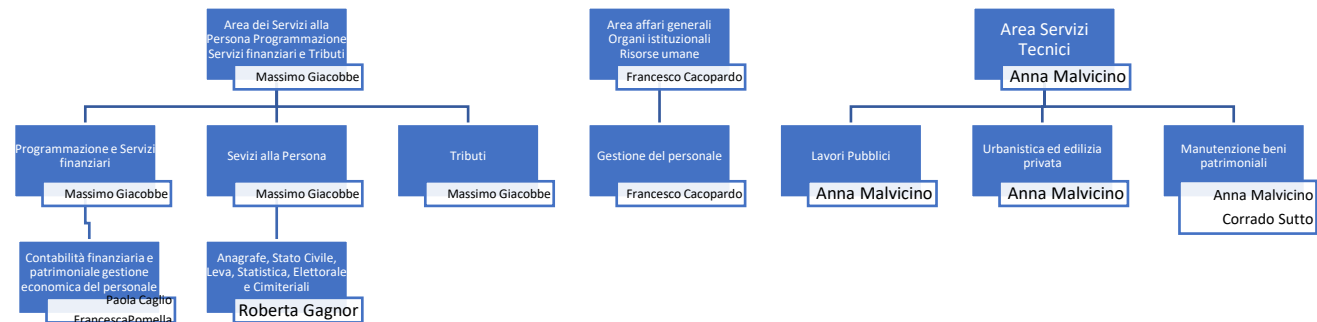 Area dei Servizi alla
Persona Programmazione
Servizi finanziari e Tributi
Massimo Giacobbe
Area affari generali
Organi istituzionali
Risorse umane
Francesco Cacopardo
Area Servizi
Tecnici
Anna Malvicino
Programmazione e Servizi
finanziari
Massimo Giacobbe
Sevizi alla Persona
Massimo Giacobbe
Tributi
Massimo Giacobbe
Gestione del personale
Francesco Cacopardo
Lavori Pubblici
Anna Malvicino
Urbanistica ed edilizia
privata
Anna Malvicino
Manutenzione beni
patrimoniali
Anna Malvicino
Corrado Sutto
Contabilità finanziaria e
patrimoniale gestione
economica del personale
Paola Caglio
FrancescaPomella
Anagrafe, Stato Civile,
Leva, Statistica, Elettorale
e Cimiteriali
Roberta Gagnor